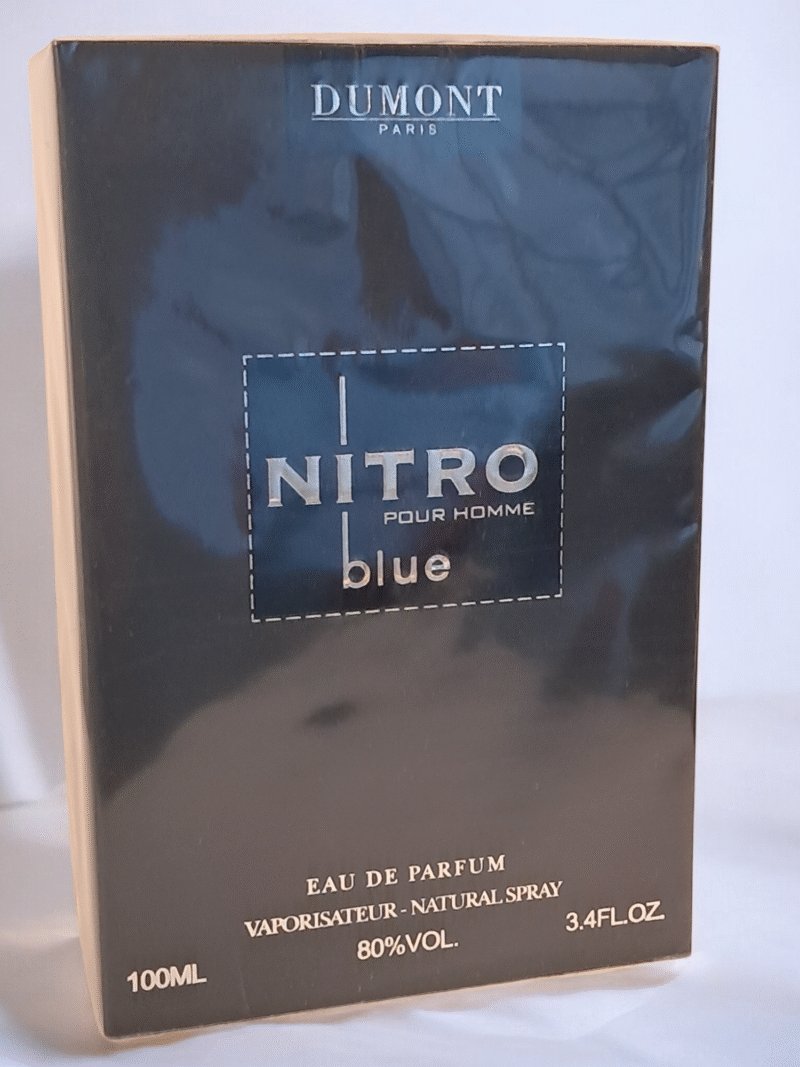 DUMONT
PARIS
NITRO
POUR HOMME
blue
EAU DE PARFUM
VAPORISATEUR - NATURAL SPRAY
80%VOL.
3.4FL.OZ.
100ML